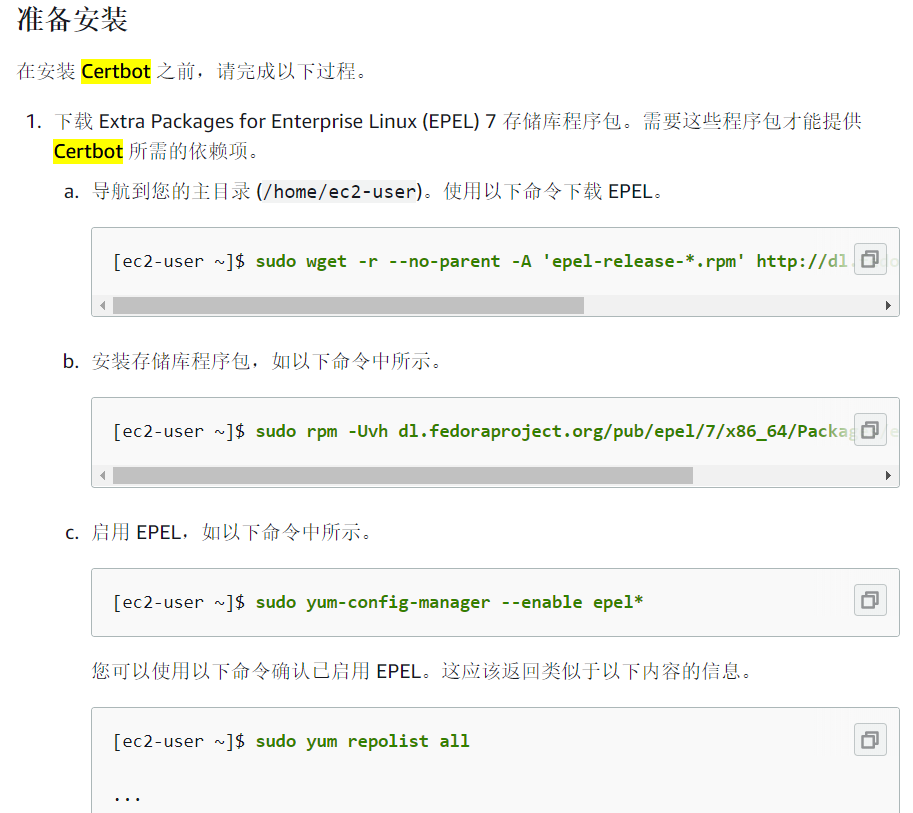 准备安装
在安装 Certbot 之前，请完成以下过程。
1. 下载 Extra Packages for Enterprise Linux (EPEL) 7 存储库程序包。需要这些程序包才能提供
Certbot 所需的依赖项。
a. 导航到您的主目录 (/home/ec2-user)。使用以下命令下载 EPEL。
[ec2-user ~]$ sudo wget -r --no-parent -A 'epel-release-*.rpm' http://dl.
b. 安装存储库程序包，如以下命令中所示。
[ec2-user ~]$ sudo rpm -Uvh dl.fedoraproject.org/pub/epel/7/x86_64/Packag
c. 启用 EPEL，如以下命令中所示。
[ec2-user ~]$ sudo yum-config-manager --enable epel*
您可以使用以下命令确认已启用 EPEL。这应该返回类似于以下内容的信息。
[ec2-user ~]$ sudo yum repolist all
...